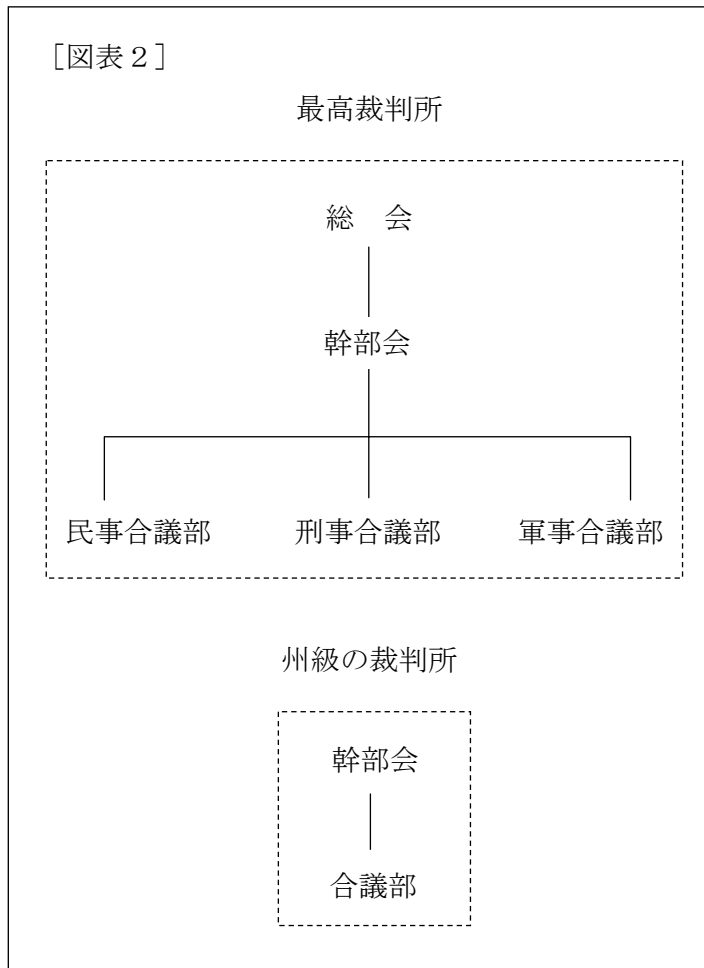 ［図表２］
最高裁判所
総　会
幹部会
民事合議部　刑事合議部　軍事合議部
州級の裁判所
幹部会
合議部